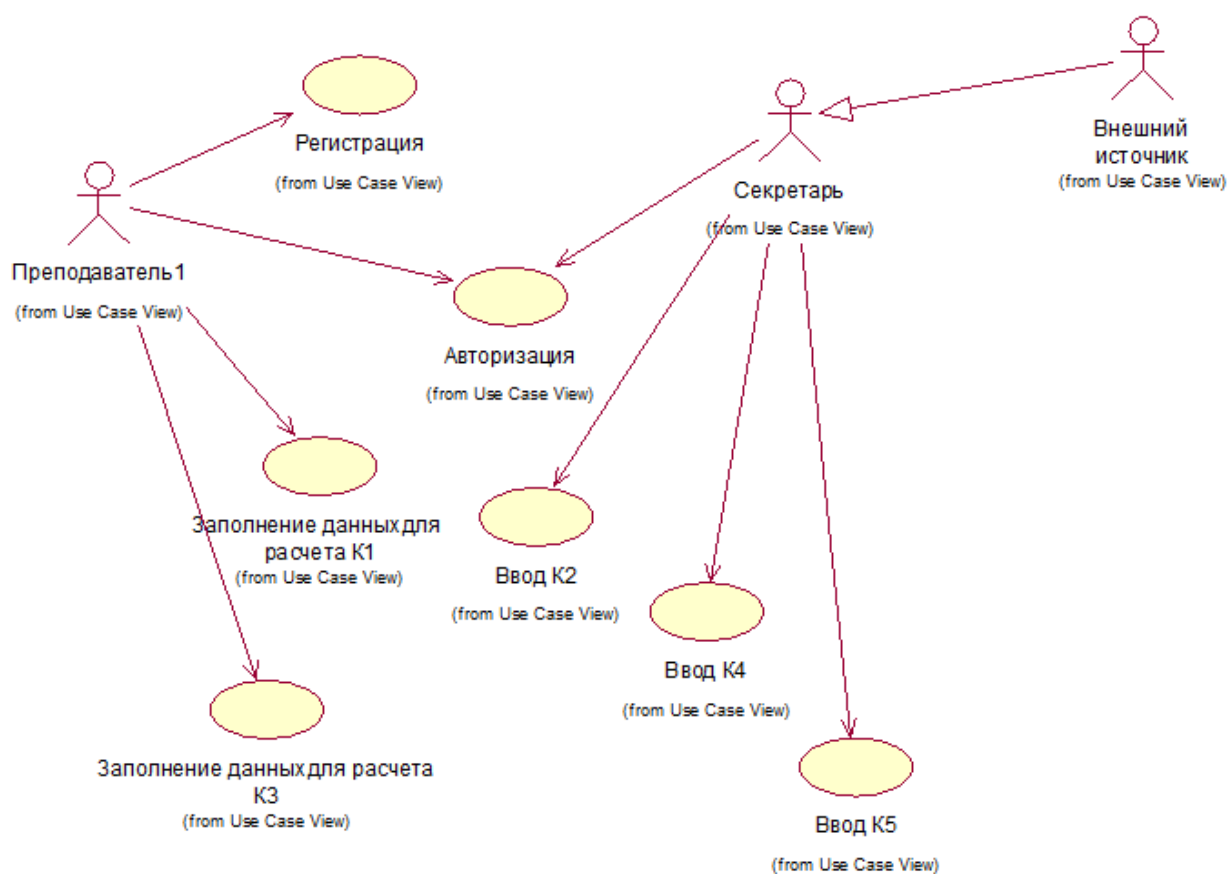 Регистрация
(from Use Case View)
Внешний
источник
(from Use Case View)
Секретарь
(from Use Case View)
Преподаватель1
(from Use Case View)
Авторизация
(from Use Case View)
Заполнение данных для
расчета К1
(from Use Case View)
Ввод К2
(from Use Case View)
Ввод К4
(from Use Case View)
Заполнение данных для расчета
К3
(from Use Case View)
Ввод К5
(from Use Case View)